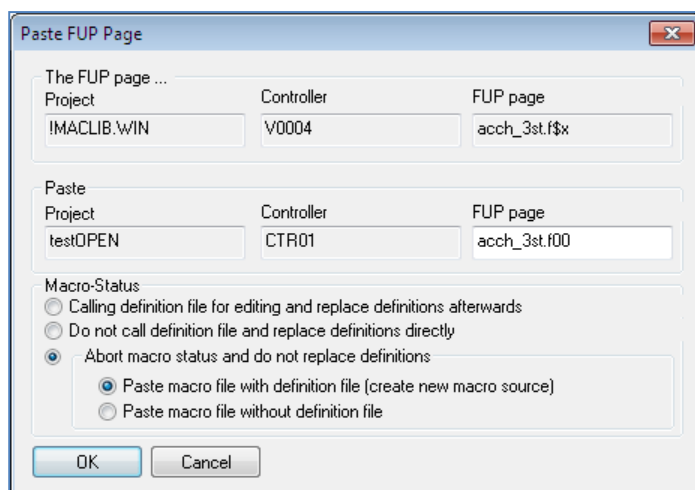 Paste FUP Page
The FUP page ...
Project Controller FUP page
!MACLIB.WIN V0004 acch_3st.f$x
Paste
Project Controller FUP page
testOPEN CTR01 acch_3st.f00
Macro-Status
Calling definition file for editing and replace definitions afterwards
Do not call definition file and replace definitions directly
Abort macro status and do not replace definitions
Paste macro file with definition file (create new macro source)
Paste macro file without definition file
OK Cancel